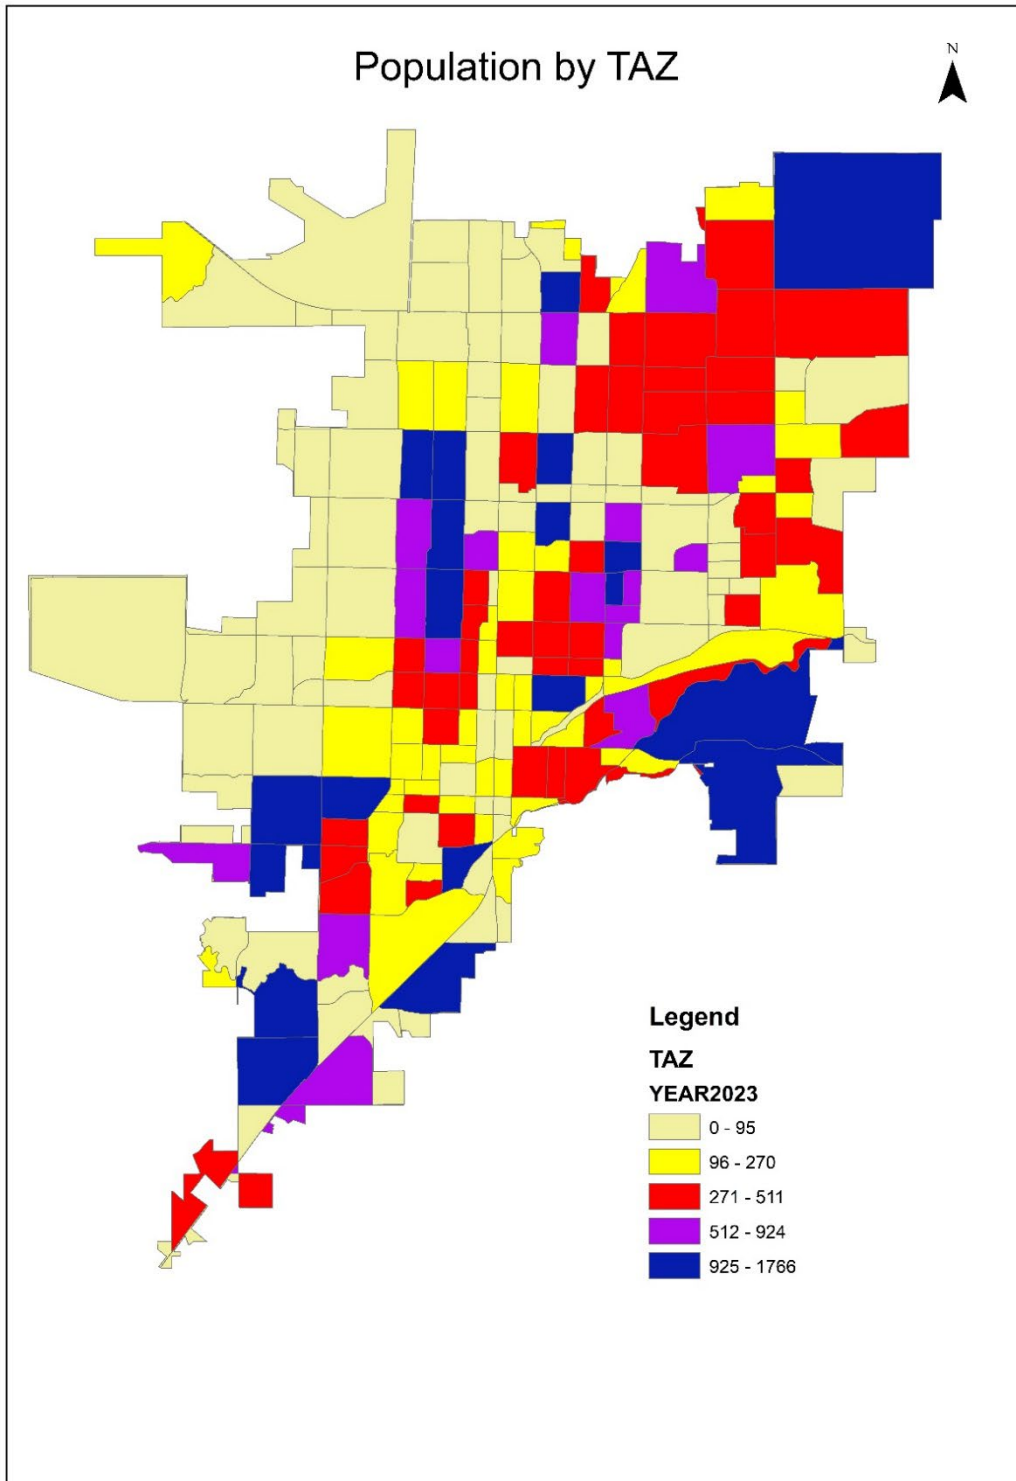 Population by TAZ
N
Legend
TAZ
YEAR2023
0 - 95
96 - 270
271 - 511
512 - 924
925 - 1766